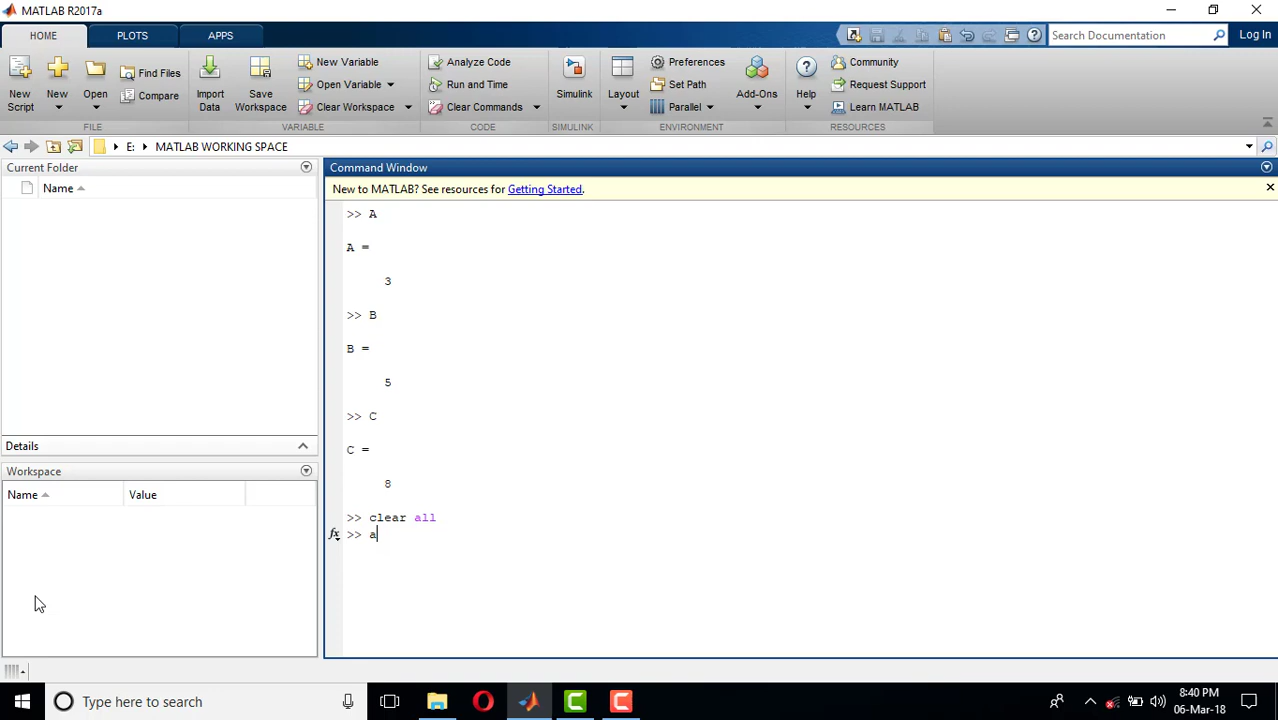 MATLAB R2017a
HOME PLOTS APPS
Search Documentation
Log In
New Script
New
Open
Find Files
Compare
Import Data
Save Workspace
New Variable
Open Variable
Clear Workspace
Analyze Code
Run and Time
Clear Commands
Simulink
Layout
Preferences
Set Path
Parallel
Add-Ons
Help
Community
Request Support
Learn MATLAB
FILE VARIABLE CODE SIMULINK ENVIRONMENT RESOURCES
E: MATLAB WORKING SPACE
Current Folder
Name
Details
Workspace
Name Value
Command Window
New to MATLAB? See resources for Getting Started.
>> A
A =
3
>> B
B =
5
>> C
C =
8
>> clear all
fx >> a
Type here to search
8:40 PM
06-Mar-18